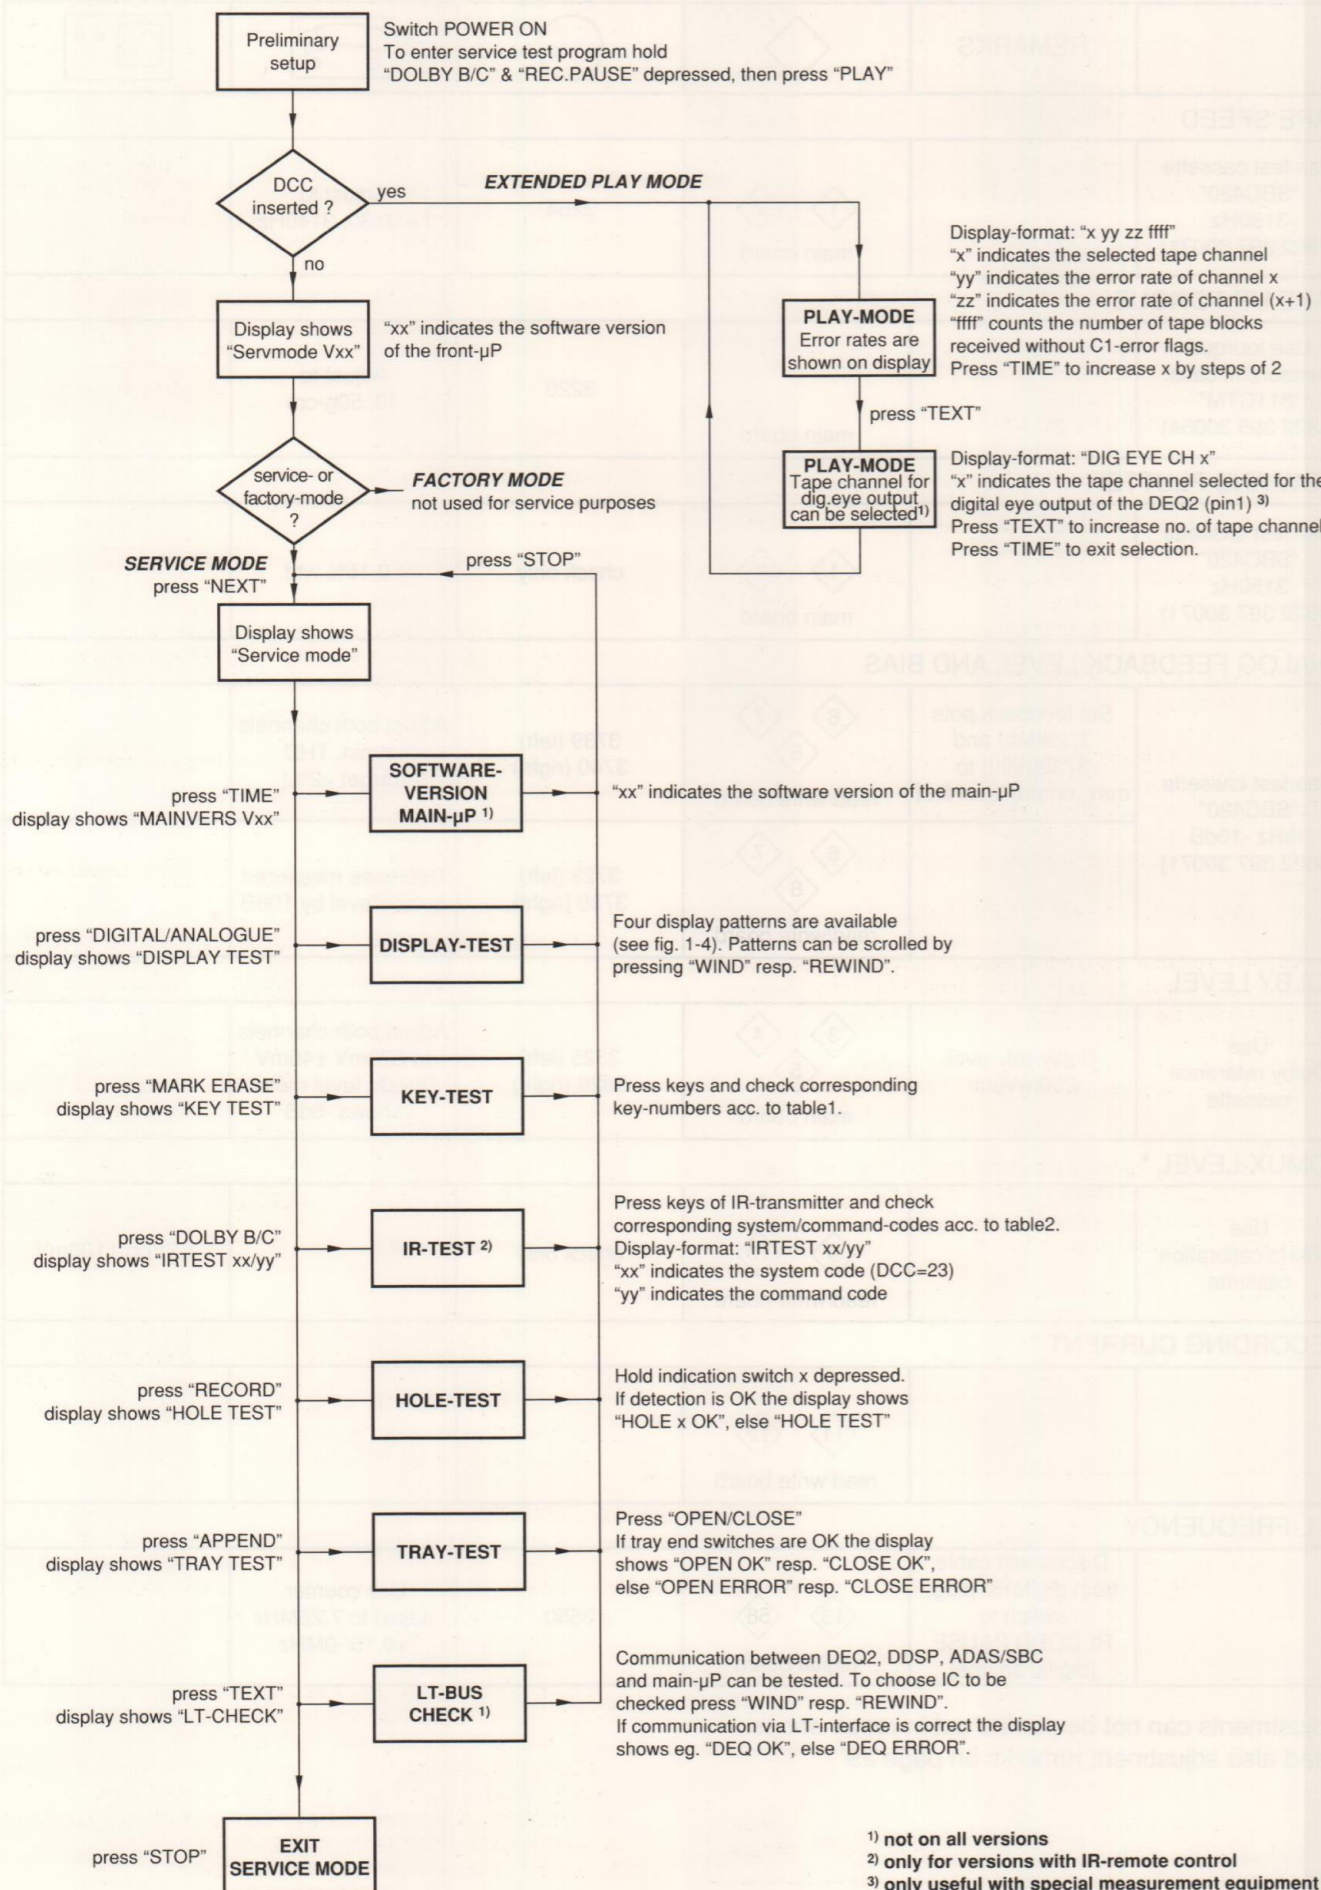 Preliminary
setup
Switch POWER ON
To enter service test program hold
“DOLBY B/C” & “REC.PAUSE” depressed, then press “PLAY”
DCC
inserted ?
yes
EXTENDED PLAY MODE
no
Display shows
“Servmode Vxx”
“xx” indicates the software version
of the front-µP
PLAY-MODE
Error rates are
shown on display
Display-format: “x yy zz ffff”
“x” indicates the selected tape channel
“yy” indicates the error rate of channel x
“zz” indicates the error rate of channel (x+1)
“ffff” counts the number of tape blocks
received without C1-error flags.
Press “TIME” to increase x by steps of 2
press “TEXT”
PLAY-MODE
Tape channel for
dig.eye output
can be selected1)
Display-format: “DIG EYE CH x”
“x” indicates the tape channel selected for the
digital eye output of the DEQ2 (pin1) 3)
Press “TEXT” to increase no. of tape channel
Press “TIME” to exit selection.
service- or
factory-mode
?
FACTORY MODE
not used for service purposes
SERVICE MODE
press “NEXT”
press “STOP”
Display shows
“Service mode”
press “TIME”
display shows “MAINVERS Vxx”
SOFTWARE-
VERSION
MAIN-µP 1)
“xx” indicates the software version of the main-µP
press “DIGITAL/ANALOGUE”
display shows “DISPLAY TEST”
DISPLAY-TEST
Four display patterns are available
(see fig. 1-4). Patterns can be scrolled by
pressing “WIND” resp. “REWIND”.
press “MARK ERASE”
display shows “KEY TEST”
KEY-TEST
Press keys and check corresponding
key-numbers acc. to table1.
press “DOLBY B/C”
display shows “IRTEST xx/yy”
IR-TEST 2)
Press keys of IR-transmitter and check
corresponding system/command-codes acc. to table2.
Display-format: “IRTEST xx/yy”
“xx” indicates the system code (DCC=23)
“yy” indicates the command code
press “RECORD”
display shows “HOLE TEST”
HOLE-TEST
Hold indication switch x depressed.
If detection is OK the display shows
“HOLE x OK”, else “HOLE TEST”
press “APPEND”
display shows “TRAY TEST”
TRAY-TEST
Press “OPEN/CLOSE”
If tray end switches are OK the display
shows “OPEN OK” resp. “CLOSE OK”,
else “OPEN ERROR” resp. “CLOSE ERROR”
press “TEXT”
display shows “LT-CHECK”
LT-BUS
CHECK 1)
Communication between DEQ2, DDSP, ADAS/SBC
and main-µP can be tested. To choose IC to be
checked press “WIND” resp. “REWIND”.
If communication via LT-interface is correct the display
shows eg. “DEQ OK”, else “DEQ ERROR”.
press “STOP”
EXIT
SERVICE MODE
1) not on all versions
2) only for versions with IR-remote control
3) only useful with special measurement equipment